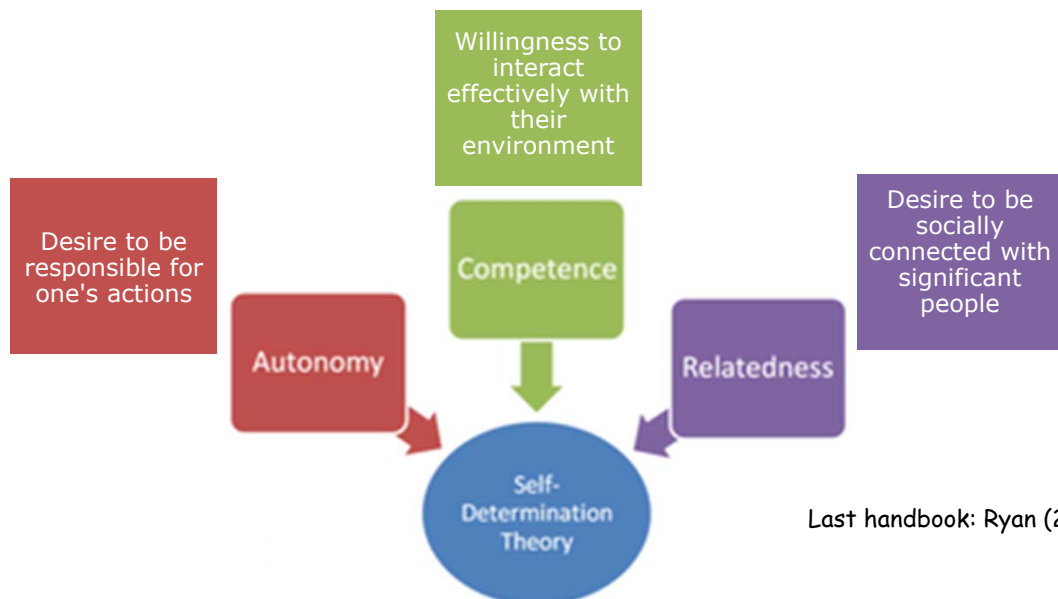 Willingness to
interact
effectively with
their
environment
Desire to be
responsible for
one's actions
Desire to be
socially
connected with
significant
people
Competence
Autonomy
Relatedness
Self-
Determination
Theory
Last handbook: Ryan (2